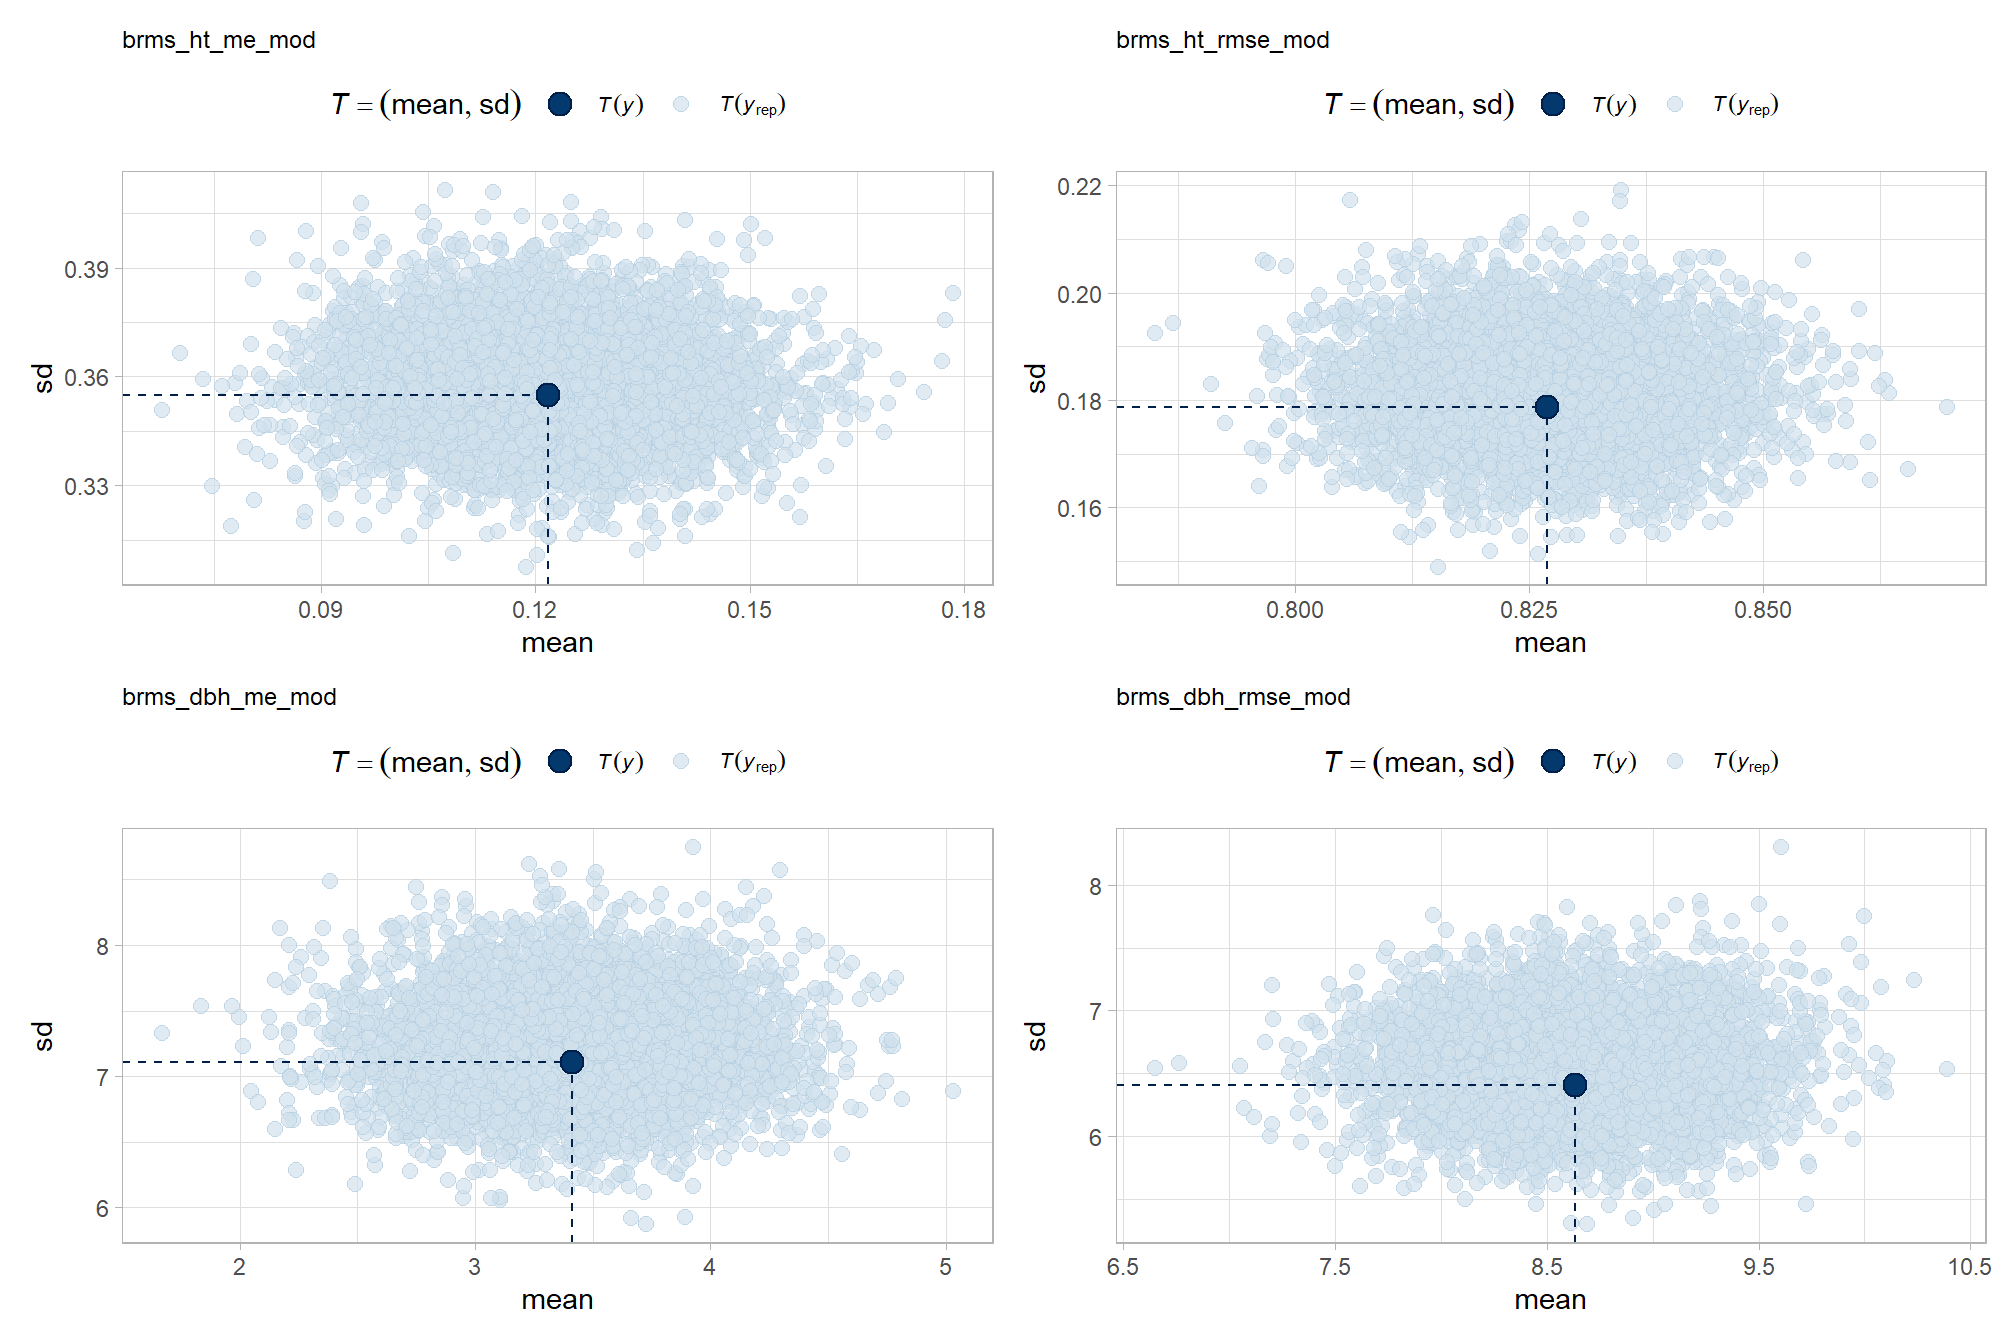 brms_ht_me_mod
T = (mean, sd) T(y) T(yrep)
sd
0.39
0.36
0.33
0.09 0.12 0.15 0.18
mean
brms_ht_rmse_mod
T = (mean, sd) T(y) T(yrep)
sd
0.22
0.20
0.18
0.16
0.800 0.825 0.850
mean
brms_dbh_me_mod
T = (mean, sd) T(y) T(yrep)
sd
8
7
6
2 3 4 5
mean
brms_dbh_rmse_mod
T = (mean, sd) T(y) T(yrep)
sd
8
7
6
6.5 7.5 8.5 9.5 10.5
mean